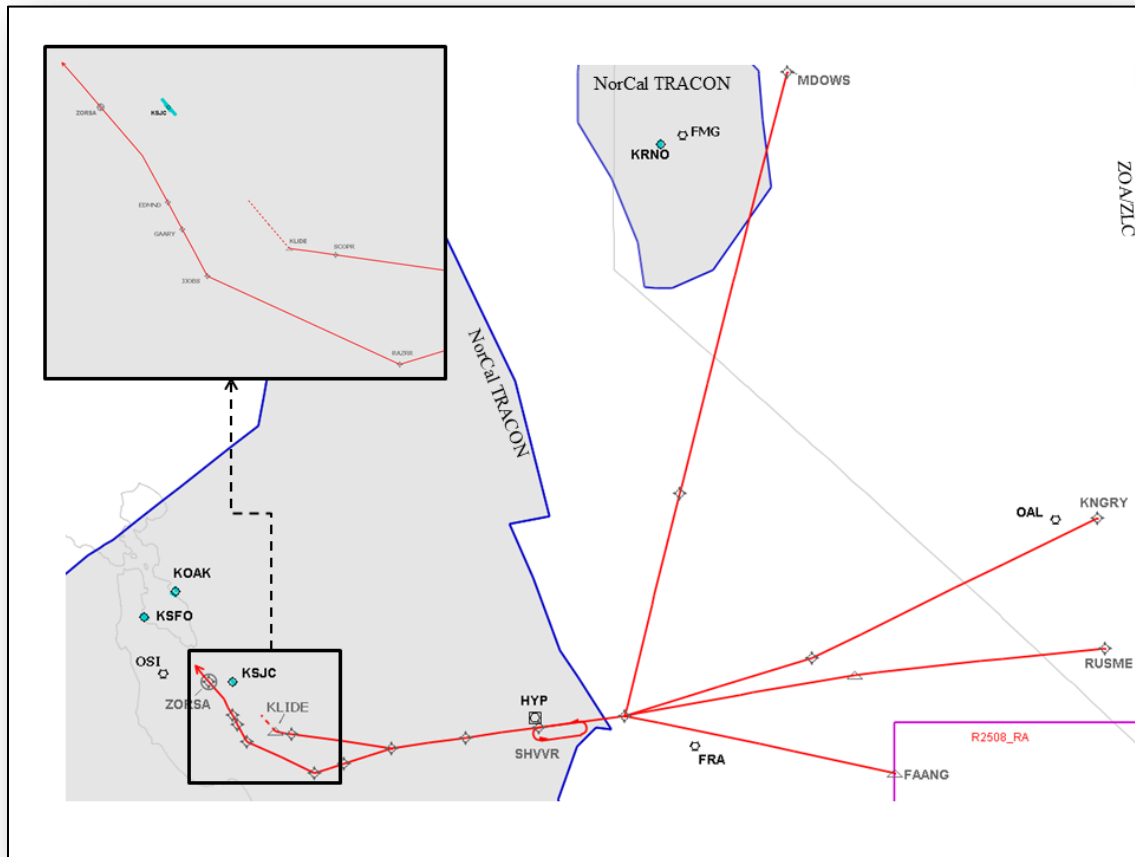 NorCal TRACON
MDOWS
FMG
KRNO
ZOA/ZLC
ZORSA
KSJC
EDMND
GAARY
KLIDE
SCOPR
RAZRR
NorCal TRACON
OAL
KNGRY
KOAK
KSFO
OSI
KSJC
ZORSA
KLIDE
HYP
SHVVR
FRA
RUSME
R2508_RA
FAANG